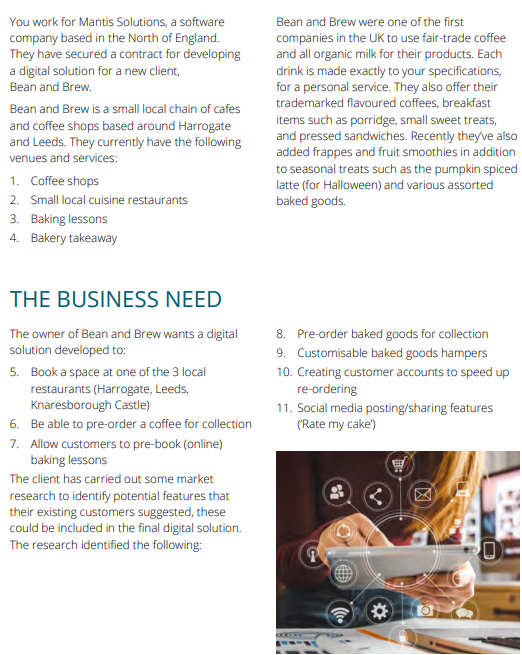 You work for Mantis Solutions, a software
company based in the North of England.
They have secured a contract for developing
a digital solution for a new client,
Bean and Brew.
Bean and Brew is a small local chain of cafes
and coffee shops based around Harrogate
and Leeds. They currently have the following
venues and services:
1. Coffee shops
2. Small local cuisine restaurants
3. Baking lessons
4. Bakery takeaway
Bean and Brew were one of the first
companies in the UK to use fair-trade coffee
and all organic milk for their products. Each
drink is made exactly to your specifications,
for a personal service. They also offer their
trademarked flavoured coffees, breakfast
items such as porridge, small sweet treats,
and pressed sandwiches. Recently they've also
added frappes and fruit smoothies in addition
to seasonal treats such as the pumpkin spiced
latte (for Halloween) and various assorted
baked goods.
THE BUSINESS NEED
The owner of Bean and Brew wants a digital
solution developed to:
5. Book a space at one of the 3 local
restaurants (Harrogate, Leeds,
Knaresborough Castle)
6. Be able to pre-order a coffee for collection
7. Allow customers to pre-book (online)
baking lessons
The client has carried out some market
research to identify potential features that
their existing customers suggested, these
could be included in the final digital solution.
The research identified the following:
8. Pre-order baked goods for collection
9. Customisable baked goods hampers
10. Creating customer accounts to speed up
re-ordering
11. Social media posting/sharing features
('Rate my cake')